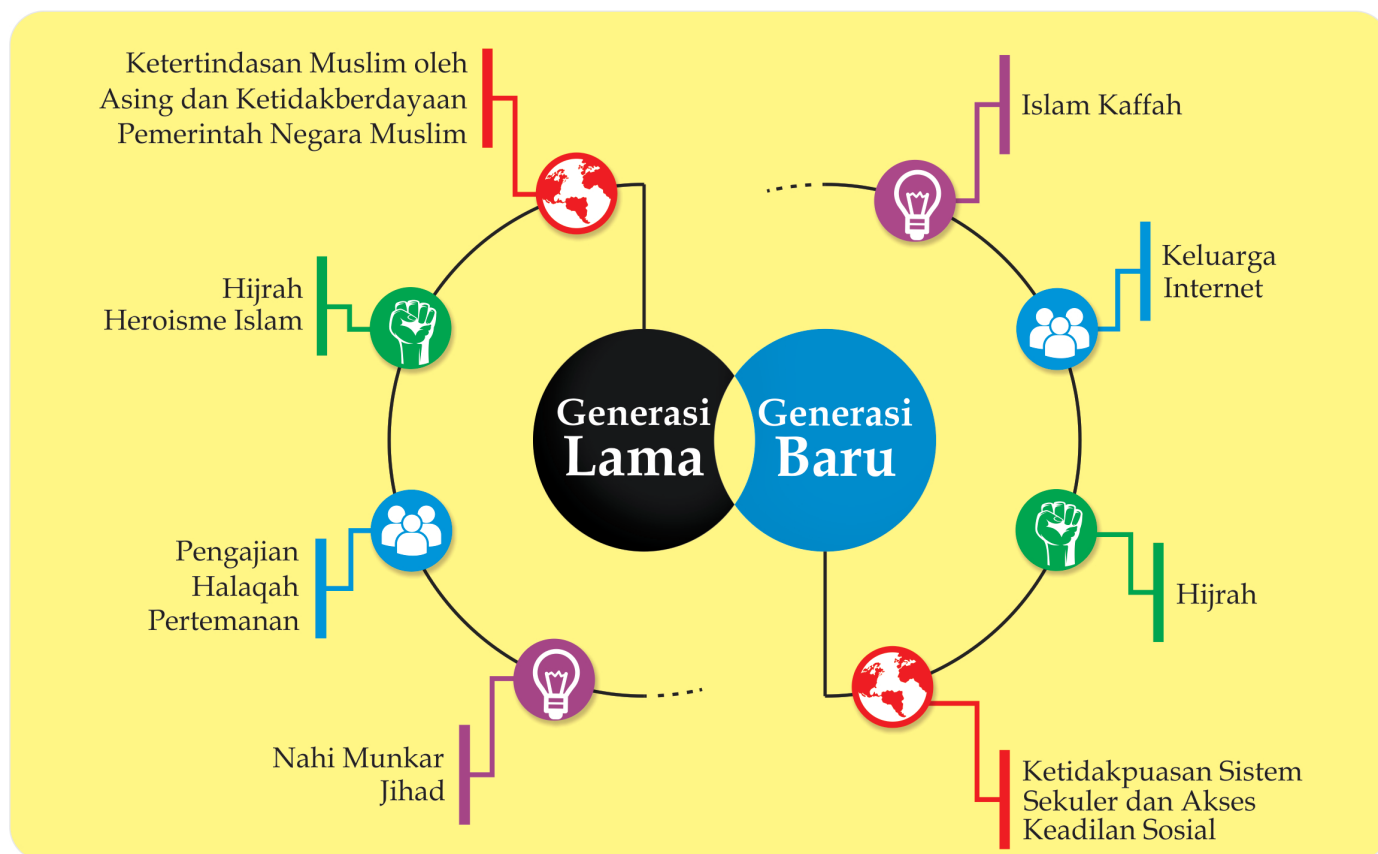 Ketertindasan Muslim oleh
Asing dan Ketidakberdayaan
Pemerintah Negara Muslim
Hijrah
Heroisme Islam
Pengajian
Halaqah
Pertemanan
Nahi Munkar
Jihad
Generasi
Lama
Generasi
Baru
Islam Kaffah
Keluarga
Internet
Hijrah
Ketidakpuasan Sistem
Sekuler dan Akses
Keadilan Sosial